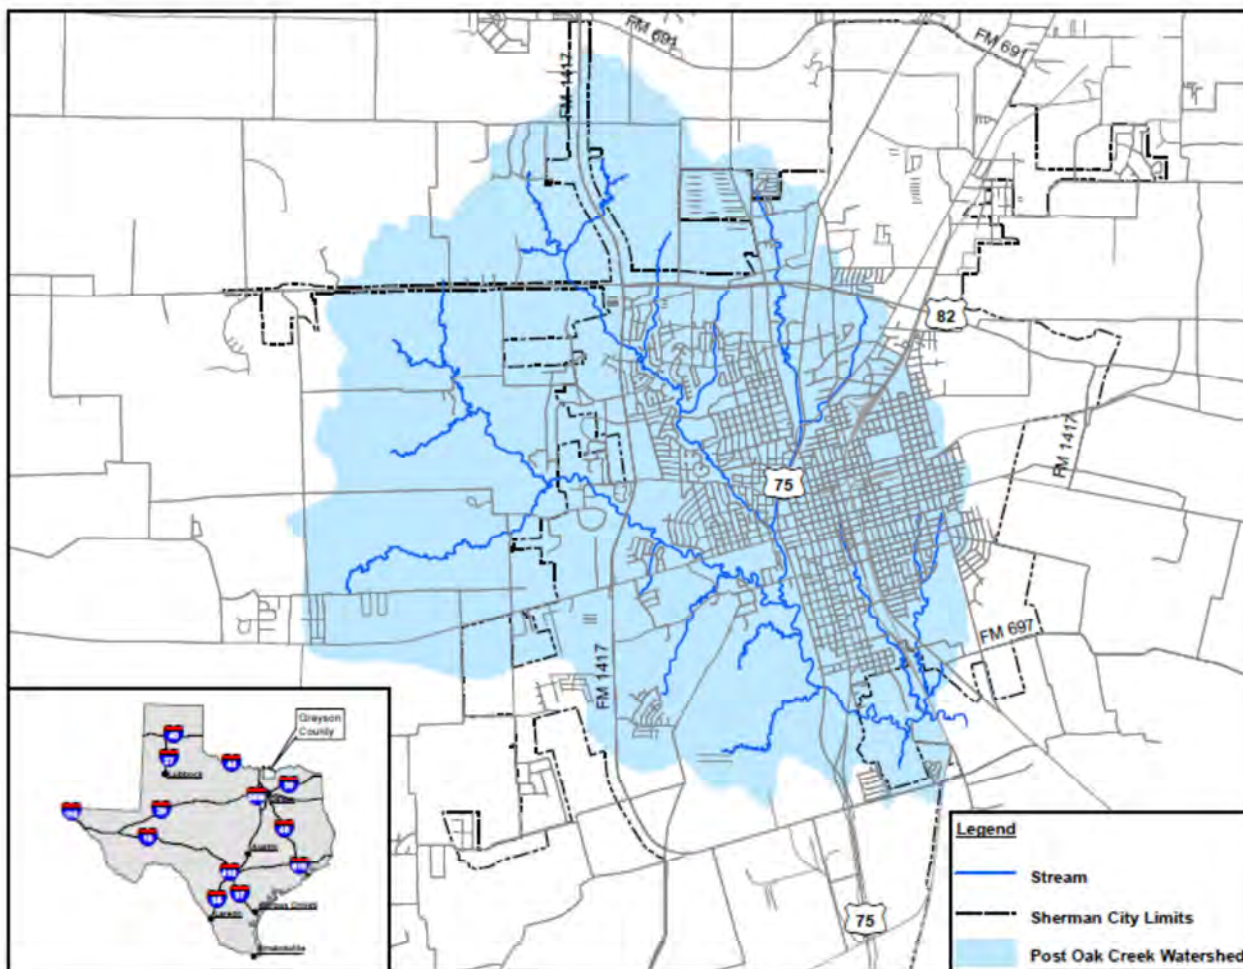 FM 691
FM 691
FM 1417
82
FM 1417
75
FM 697
FM 1417
Grayson
County
Lubbock
Austin
Laredo
Corpus Christi
Brownsville
75
Legend
Stream
Sherman City Limits
Post Oak Creek Watershed